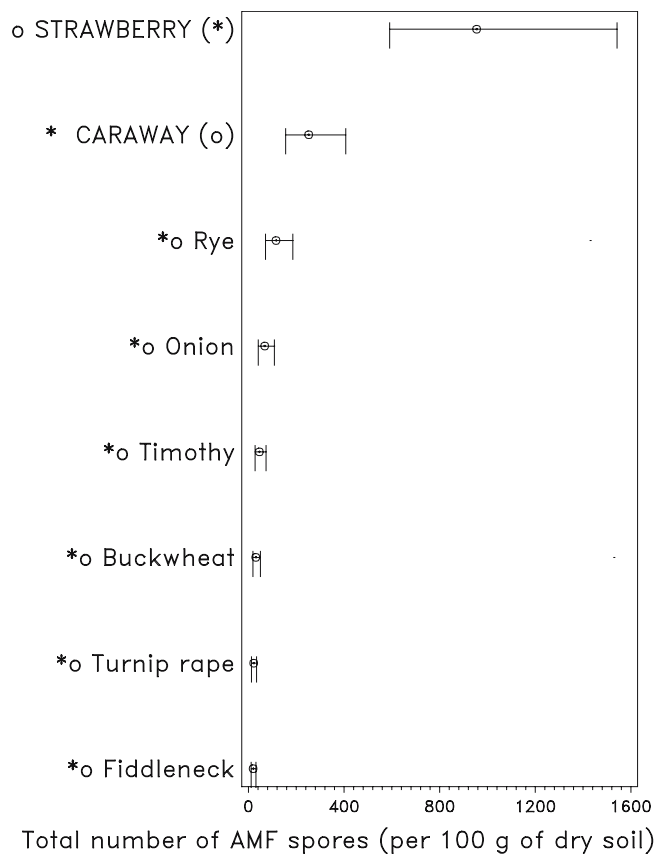 o STRAWBERRY (*)
* CARAWAY (o)
*o Rye
*o Onion
*o Timothy
*o Buckwheat
*o Turnip rape
*o Fiddleneck
0 400 800 1200 1600
Total number of AMF spores (per 100 g of dry soil)